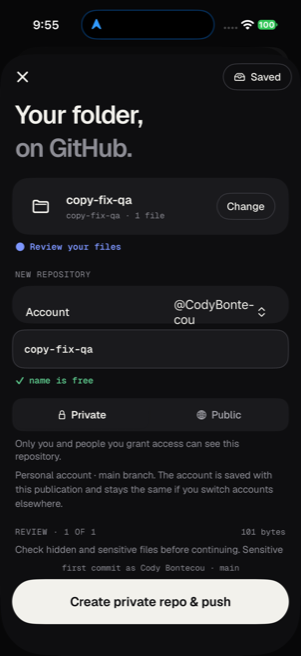 9:55
100
Saved
Your folder,
on GitHub.
copy-fix-qa
copy-fix-qa · 1 file
Change
Review your files
NEW REPOSITORY
Account
@CodyBonte-
cou
copy-fix-qa
name is free
Private
Public
Only you and people you grant access can see this
repository.
Personal account · main branch. The account is saved with
this publication and stays the same if you switch accounts
elsewhere.
REVIEW · 1 OF 1
101 bytes
Check hidden and sensitive files before continuing. Sensitive
first commit as Cody Bontecou · main
Create private repo & push